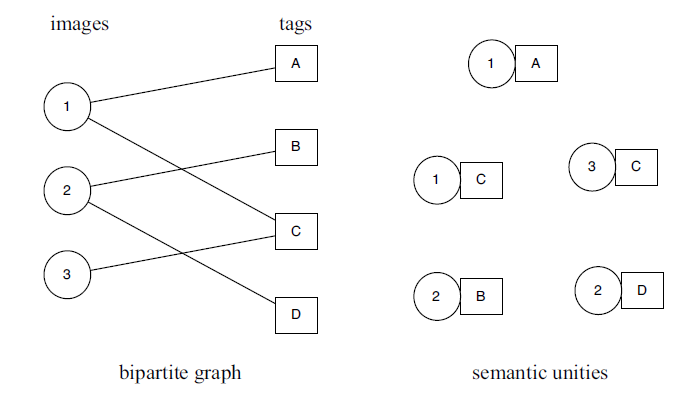 images
tags
A
1
B
2
C
3
D
bipartite graph
1 A
1 C
3 C
2 B
2 D
semantic unities